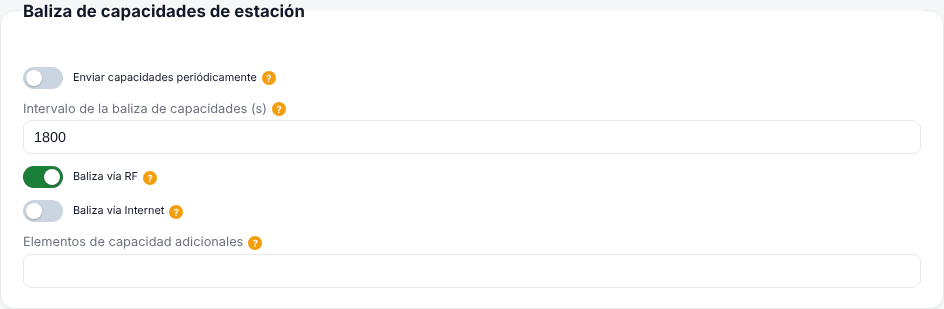 Baliza de capacidades de estación
Enviar capacidades periódicamente ?
Intervalo de la baliza de capacidades (s) ?
1800
Baliza vía RF ?
Baliza vía Internet ?
Elementos de capacidad adicionales ?